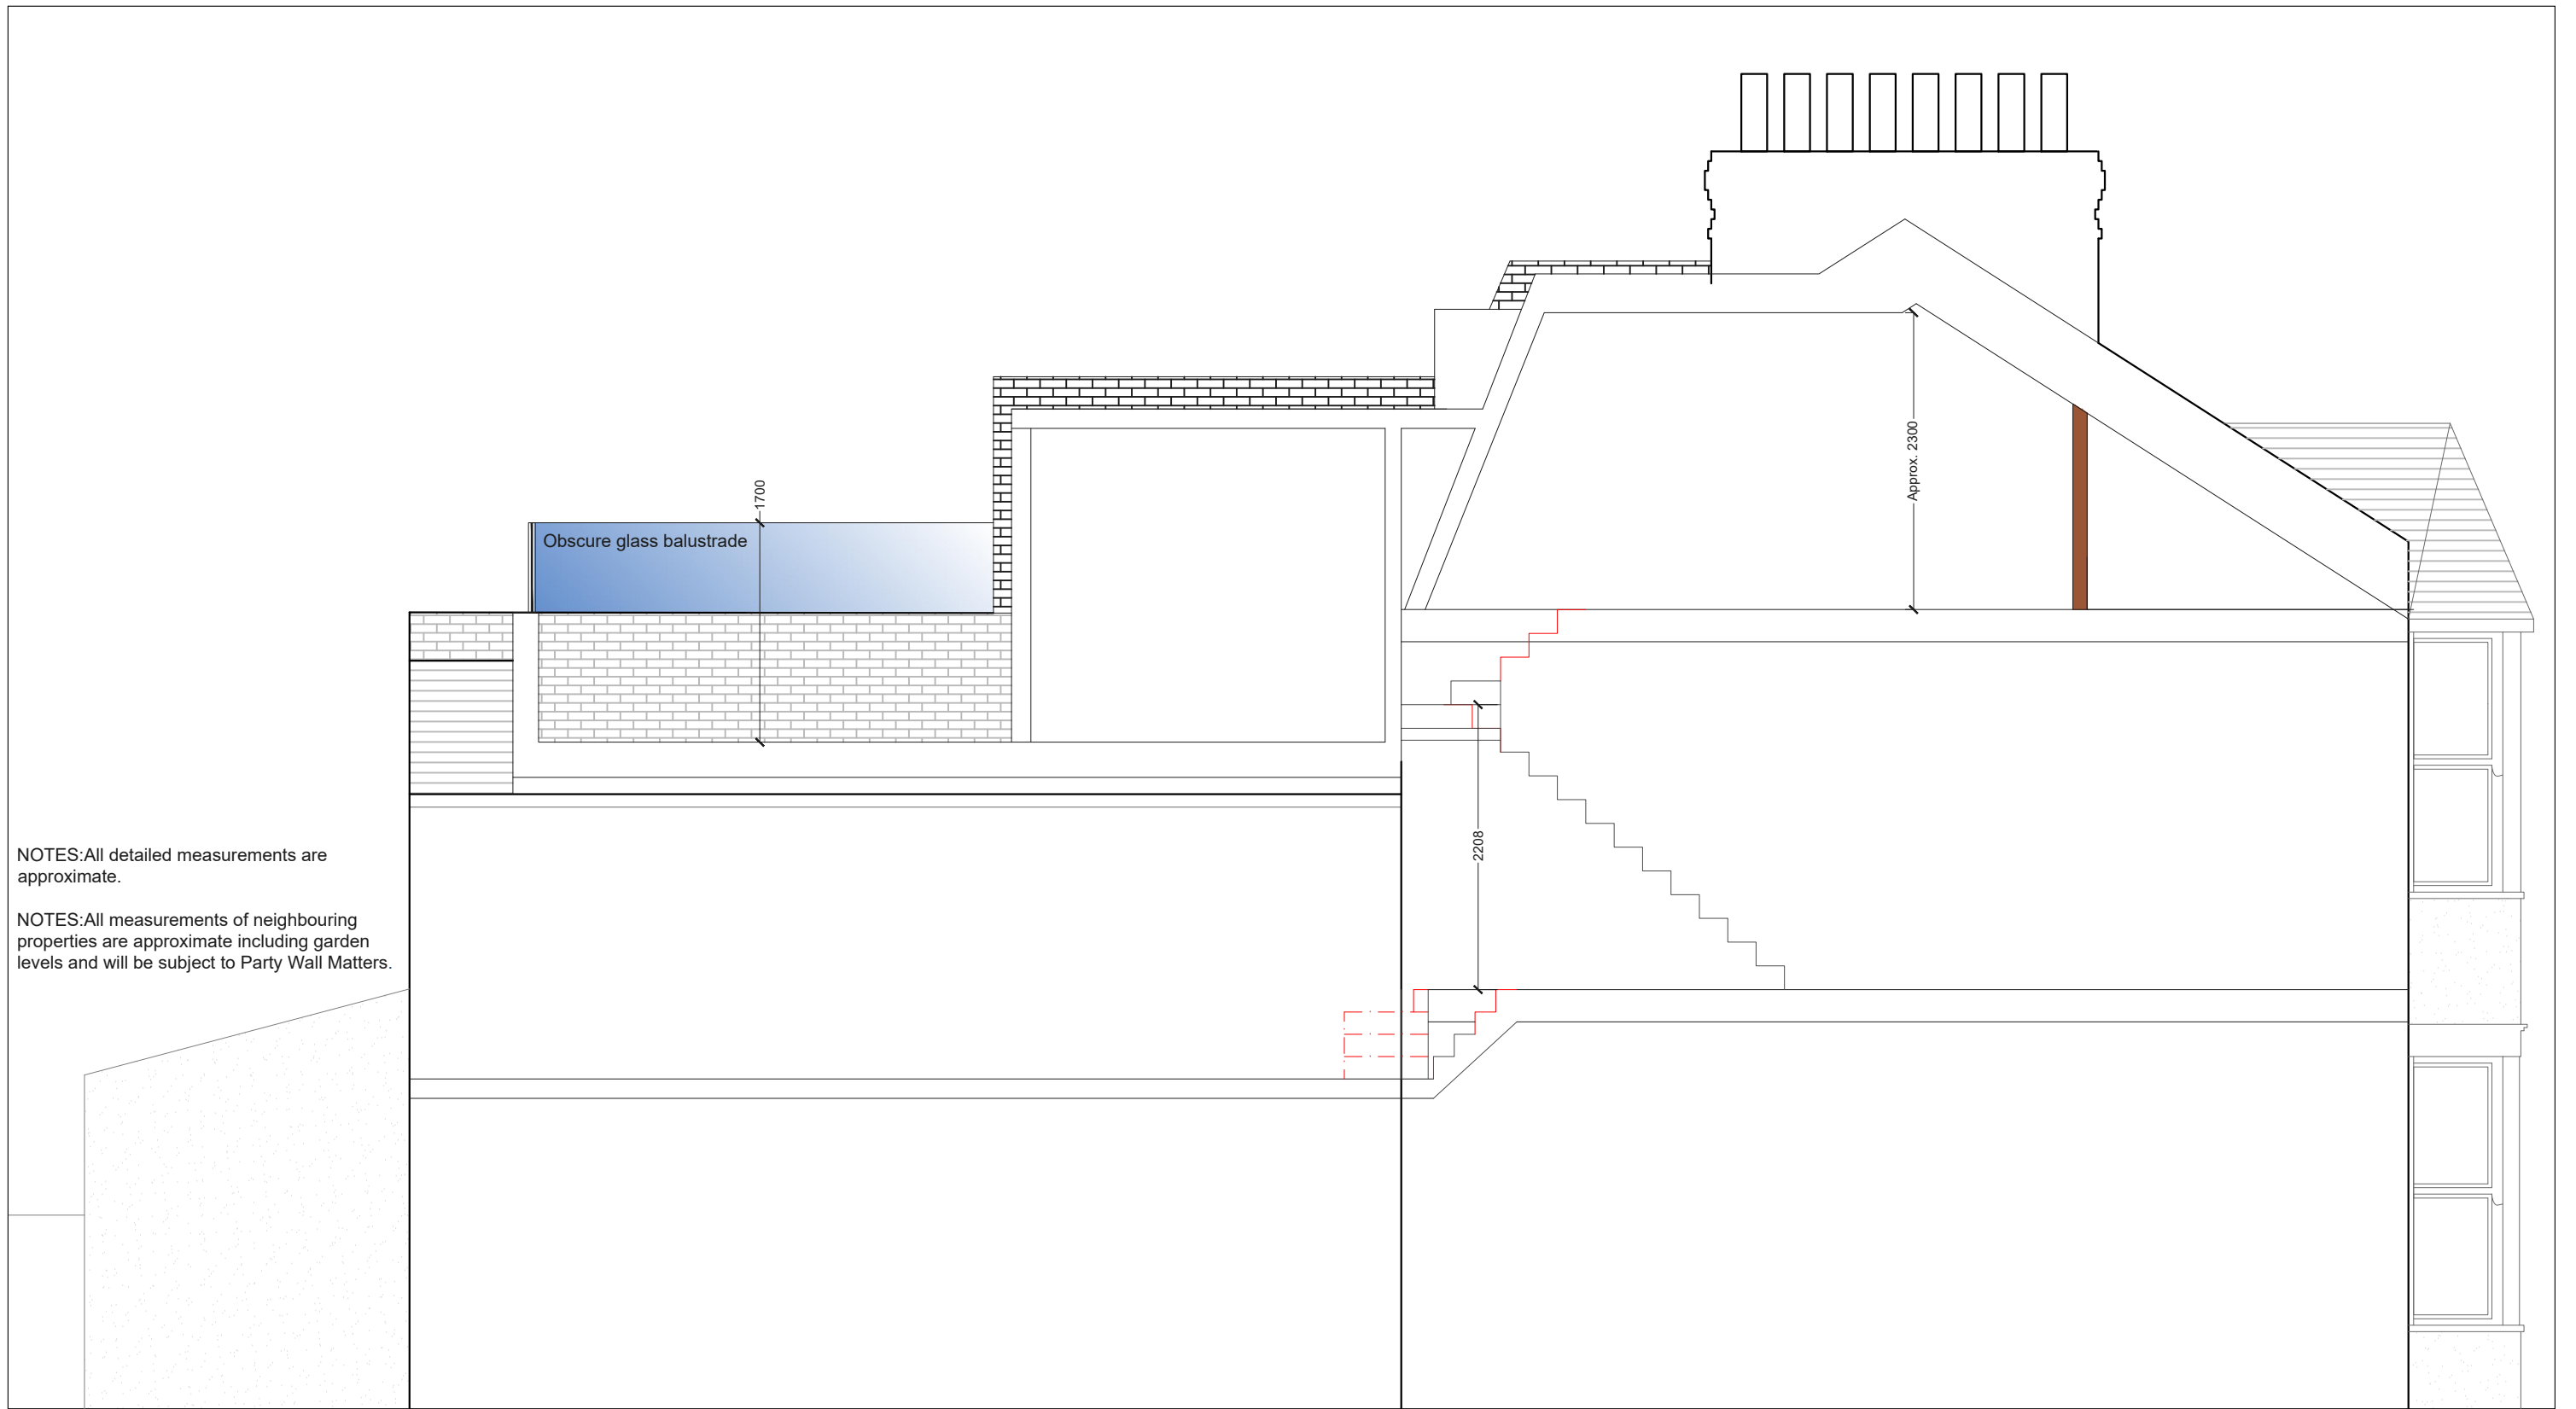 Approx. 2300
1700
Obscure glass balustrade
2208
NOTES:All detailed measurements are
approximate.
NOTES:All measurements of neighbouring
properties are approximate including garden
levels and will be subject to Party Wall Matters.